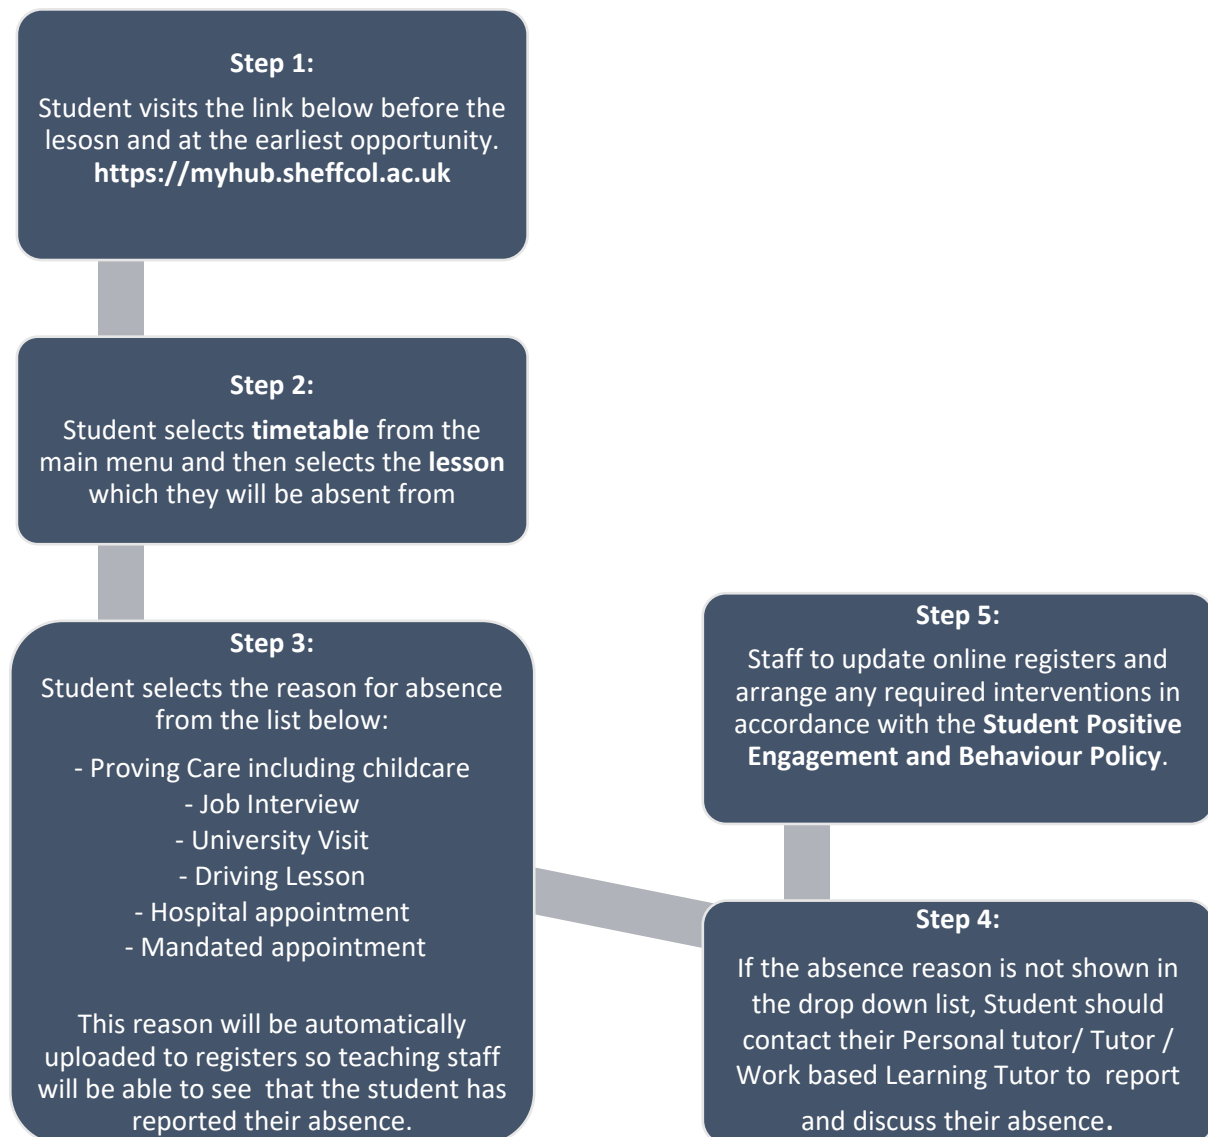 Step 1:
Student visits the link below before the
lesosn and at the earliest opportunity.
https://myhub.sheffcol.ac.uk
Step 2:
Student selects timetable from the
main menu and then selects the lesson
which they will be absent from
Step 3:
Student selects the reason for absence
from the list below:
- Proving Care including childcare
- Job Interview
- University Visit
- Driving Lesson
- Hospital appointment
- Mandated appointment
This reason will be automatically
uploaded to registers so teaching staff
will be able to see that the student has
reported their absence.
Step 4:
If the absence reason is not shown in
the drop down list, Student should
contact their Personal tutor/ Tutor /
Work based Learning Tutor to report
and discuss their absence.
Step 5:
Staff to update online registers and
arrange any required interventions in
accordance with the Student Positive
Engagement and Behaviour Policy.